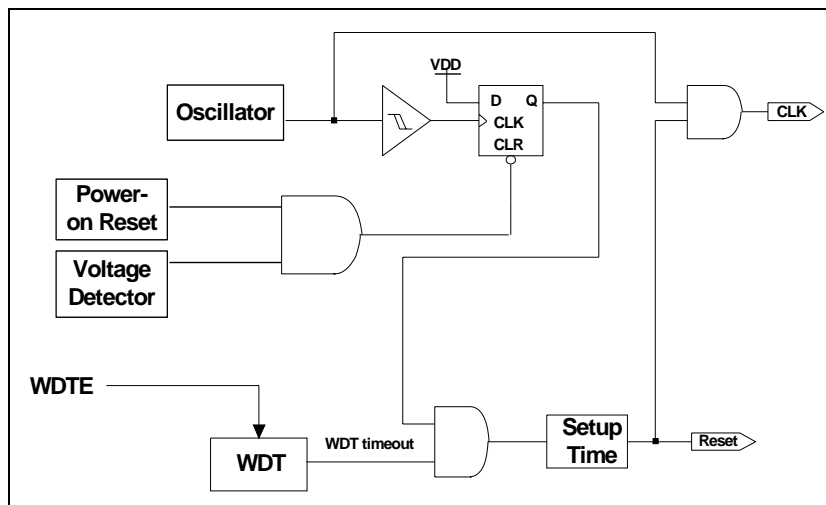 VDD
D Q
CLK
CLR
Oscillator
CLK
Power-
on Reset
Voltage
Detector
WDTE
WDT timeout
WDT
Setup
Time
Reset